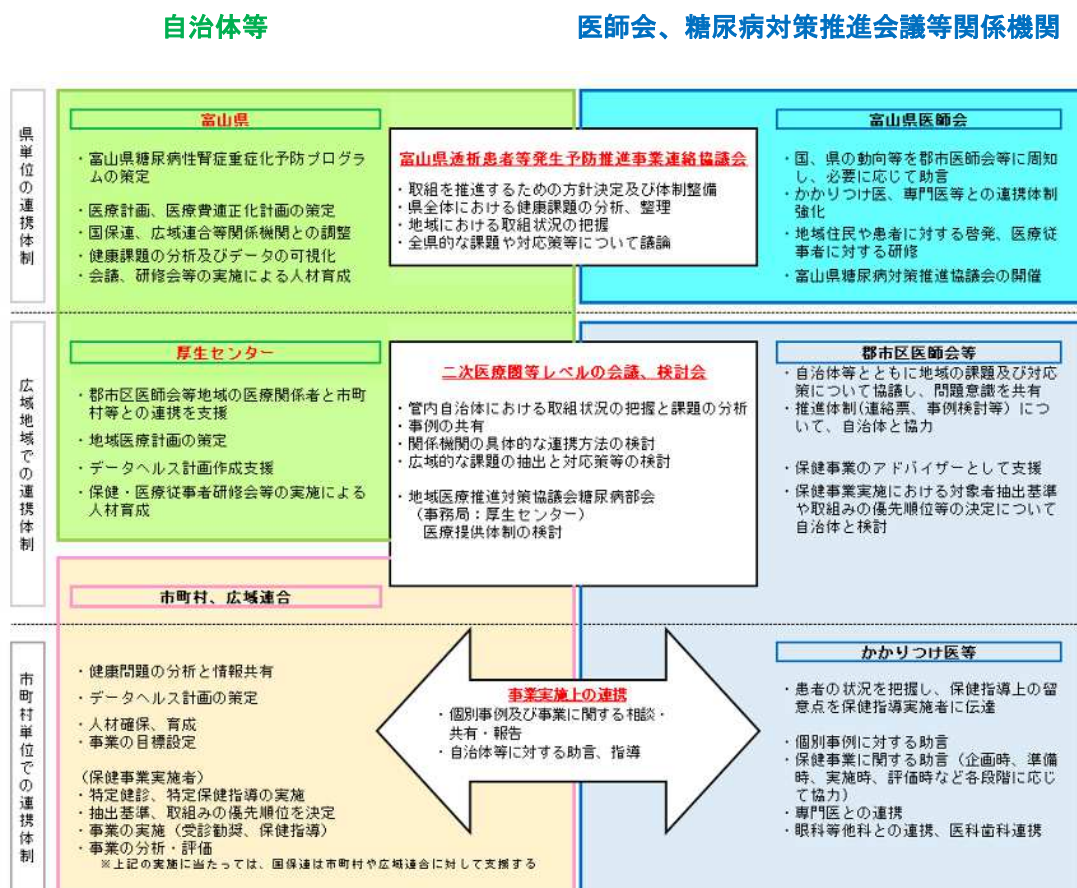 自治体等
医師会、糖尿病対策推進会議等関係機関
県単位の連携体制
富山県
・富山県糖尿病性腎症重症化予防プログラ
ムの策定
・医療計画、医療費適正化計画の策定
・国保連、広域連合等関係機関との調整
・健康課題の分析及びデータの可視化
・会議、研修会等の実施による人材育成
富山県透析患者等発生予防推進事業連絡協議会
・取組を推進するための方針決定及び体制整備
・県全体における健康課題の分析、整理
・地域における取組状況の把握
・全県的な課題や対応策等について議論
富山県医師会
・国、県の動向等を郡市医師会等に周知
し、必要に応じて助言
・かかりつけ医、専門医等との連携体制
強化
・地域住民や患者に対する啓発、医療従
事者に対する研修
・富山県糖尿病対策推進協議会の開催
広域地域での連携体制
厚生センター
・郡市区医師会等地域の医療関係者と市町
村等との連携を支援
・地域医療計画の策定
・データヘルス計画作成支援
・保健・医療従事者研修会等の実施による
人材育成
二次医療圏等レベルの会議、検討会
・管内自治体における取組状況の把握と課題の分析
・事例の共有
・関係機関の具体的な連携方法の検討
・広域的な課題の抽出と対応策等の検討
・地域医療推進対策協議会糖尿病部会
（事務局：厚生センター）
医療提供体制の検討
郡市区医師会等
・自治体等とともに地域の課題及び対応
策について協議し、問題意識を共有
・推進体制(連絡票、事例検討等）につ
いて、自治体と協力
・保健事業のアドバイザーとして支援
・保健事業実施における対象者抽出基準
や取組みの優先順位等の決定について
自治体と検討
市町村、広域連合
市町村単位での連携体制
・健康問題の分析と情報共有
・データヘルス計画の策定
・人材確保、育成
・事業の目標設定
（保健事業実施者）
・特定健診、特定保健指導の実施
・抽出基準、取組みの優先順位を決定
・事業の実施（受診勧奨、保健指導）
・事業の分析・評価
※上記の実施に当たっては、国保連は市町村や広域連合に対して支援する
事業実施上の連携
・個別事例及び事業に関する相談・
共有・報告
・自治体等に対する助言、指導
かかりつけ医等
・患者の状況を把握し、保健指導上の留
意点を保健指導実施者に伝達
・個別事例に対する助言
・保健事業に関する助言（企画時、準備
時、実施時、評価時など各段階に応じ
て協力）
・専門医との連携
・眼科等他科との連携、医科歯科連携